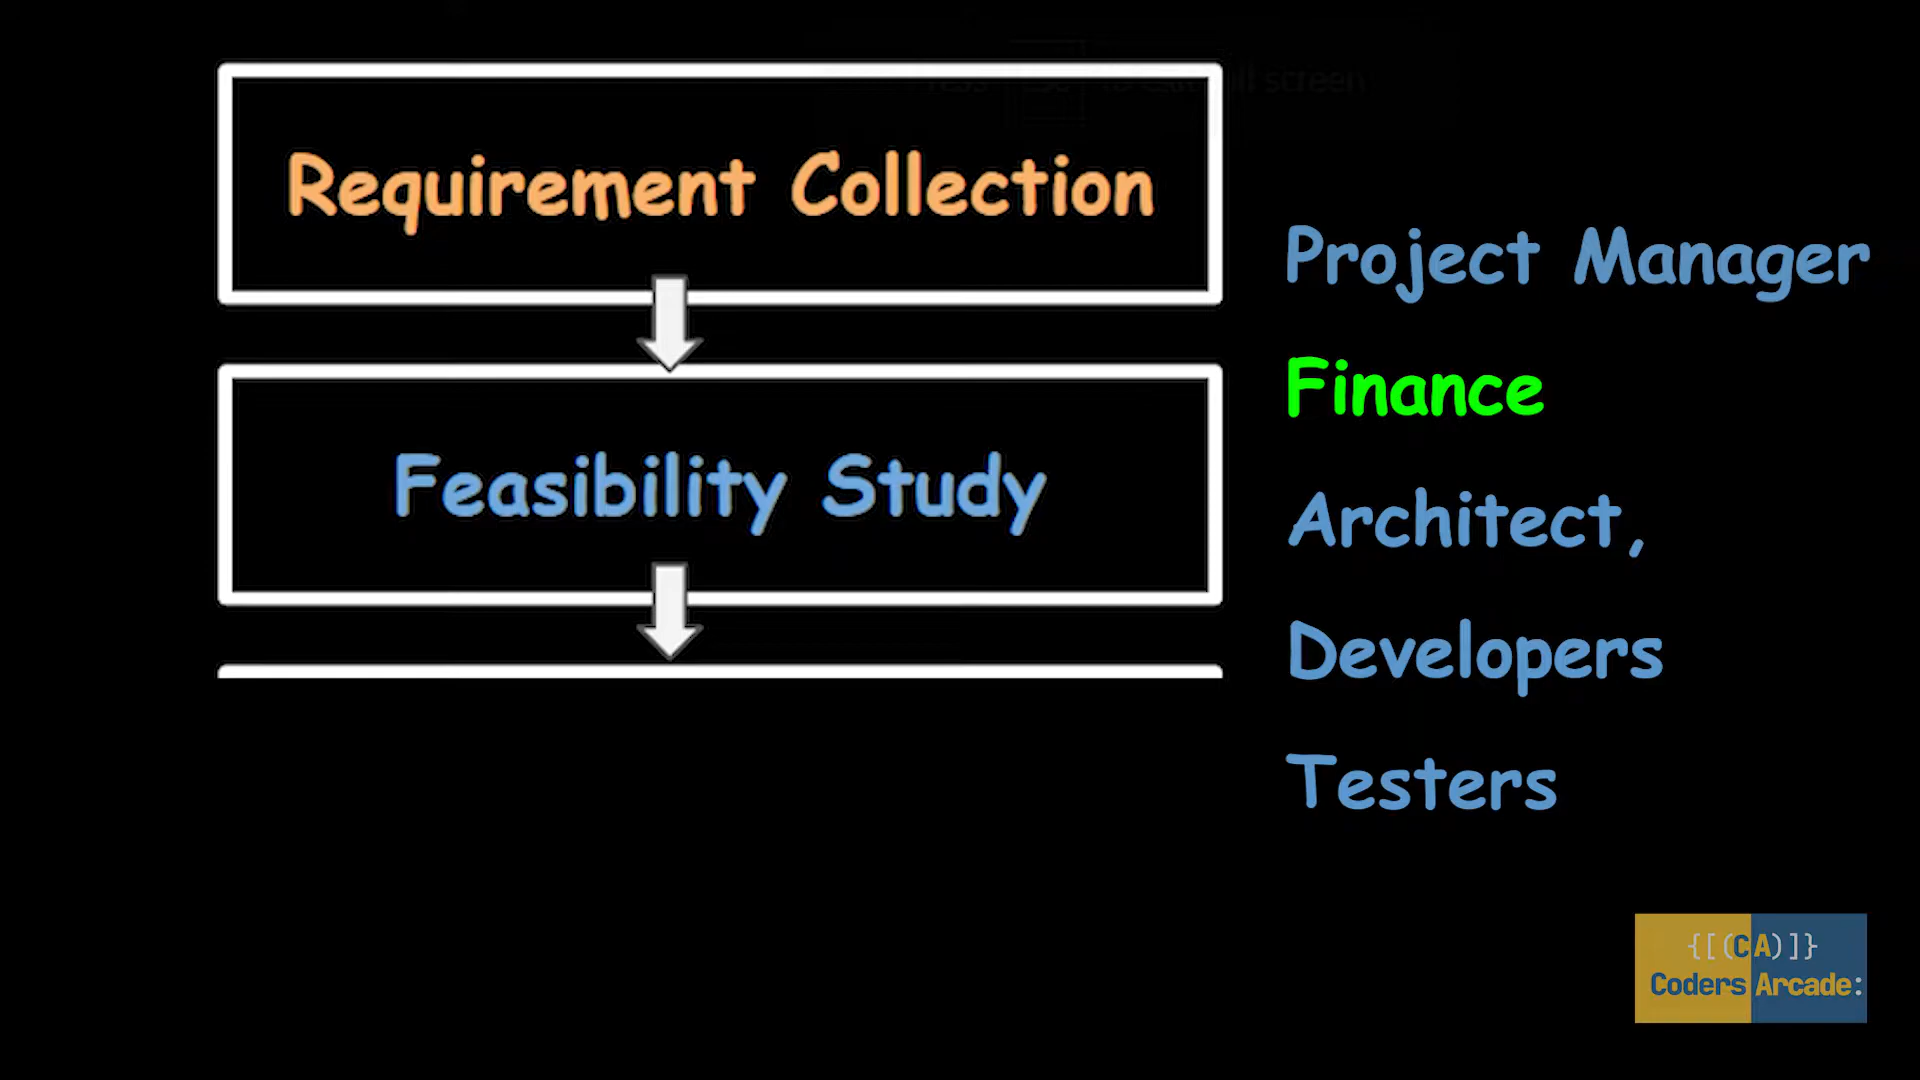 Requirement Collection
Feasibility Study
Project Manager
Finance
Architect,
Developers
Testers
{[(CA)]}
Coders Arcade: